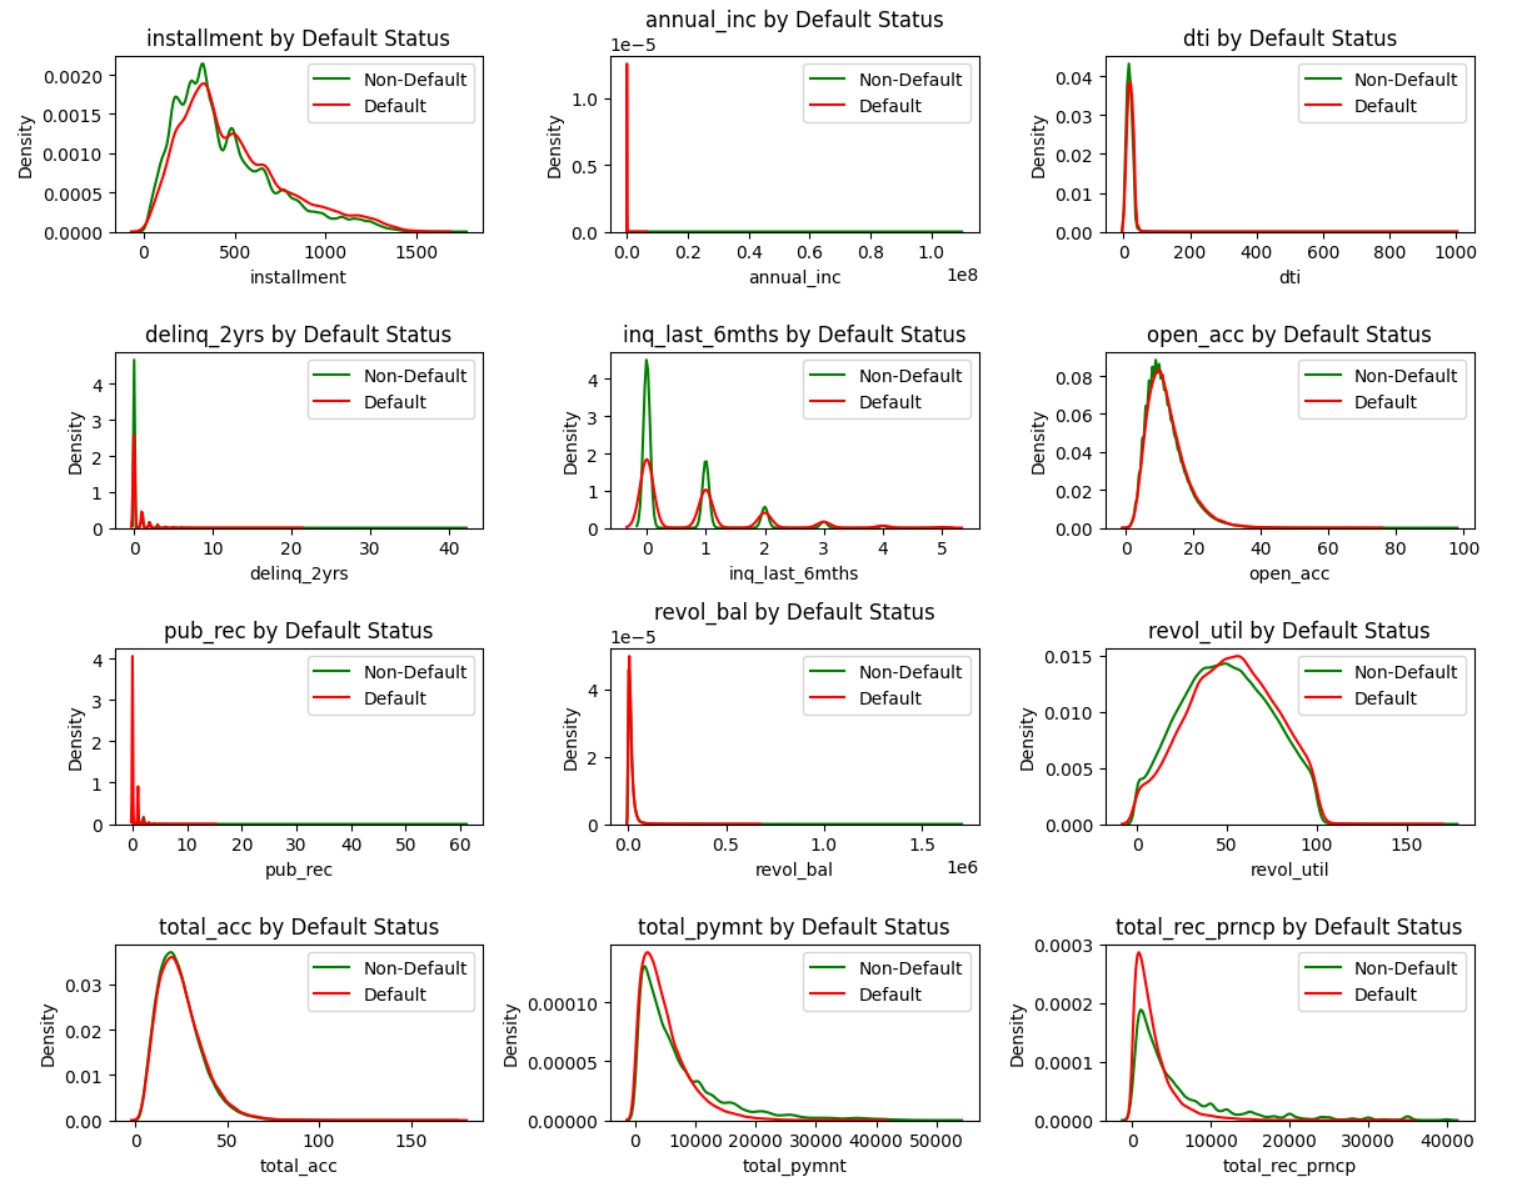 installment by Default Status
0.0020
0.0015
0.0010
0.0005
0.0000
Density
Non-Default
Default
0 500 1000 1500
installment
annual_inc by Default Status
1e−5
1.0
0.5
0.0
Density
Non-Default
Default
0.0 0.2 0.4 0.6 0.8 1.0
1e8
annual_inc
dti by Default Status
0.04
0.03
0.02
0.01
0.00
Density
Non-Default
Default
0 200 400 600 800 1000
dti
delinq_2yrs by Default Status
4
3
2
1
0
Density
Non-Default
Default
0 10 20 30 40
delinq_2yrs
inq_last_6mths by Default Status
4
3
2
1
0
Density
Non-Default
Default
0 1 2 3 4 5
inq_last_6mths
open_acc by Default Status
0.08
0.06
0.04
0.02
0.00
Density
Non-Default
Default
0 20 40 60 80 100
open_acc
pub_rec by Default Status
4
3
2
1
0
Density
Non-Default
Default
0 10 20 30 40 50 60
pub_rec
revol_bal by Default Status
1e−5
4
2
0
Density
Non-Default
Default
0.0 0.5 1.0 1.5
1e6
revol_bal
revol_util by Default Status
0.015
0.010
0.005
0.000
Density
Non-Default
Default
0 50 100 150
revol_util
total_acc by Default Status
0.03
0.02
0.01
0.00
Density
Non-Default
Default
0 50 100 150
total_acc
total_pymnt by Default Status
0.00010
0.00005
0.00000
Density
Non-Default
Default
0 10000 20000 30000 40000 50000
total_pymnt
total_rec_prncp by Default Status
0.0003
0.0002
0.0001
0.0000
Density
Non-Default
Default
0 10000 20000 30000 40000
total_rec_prncp